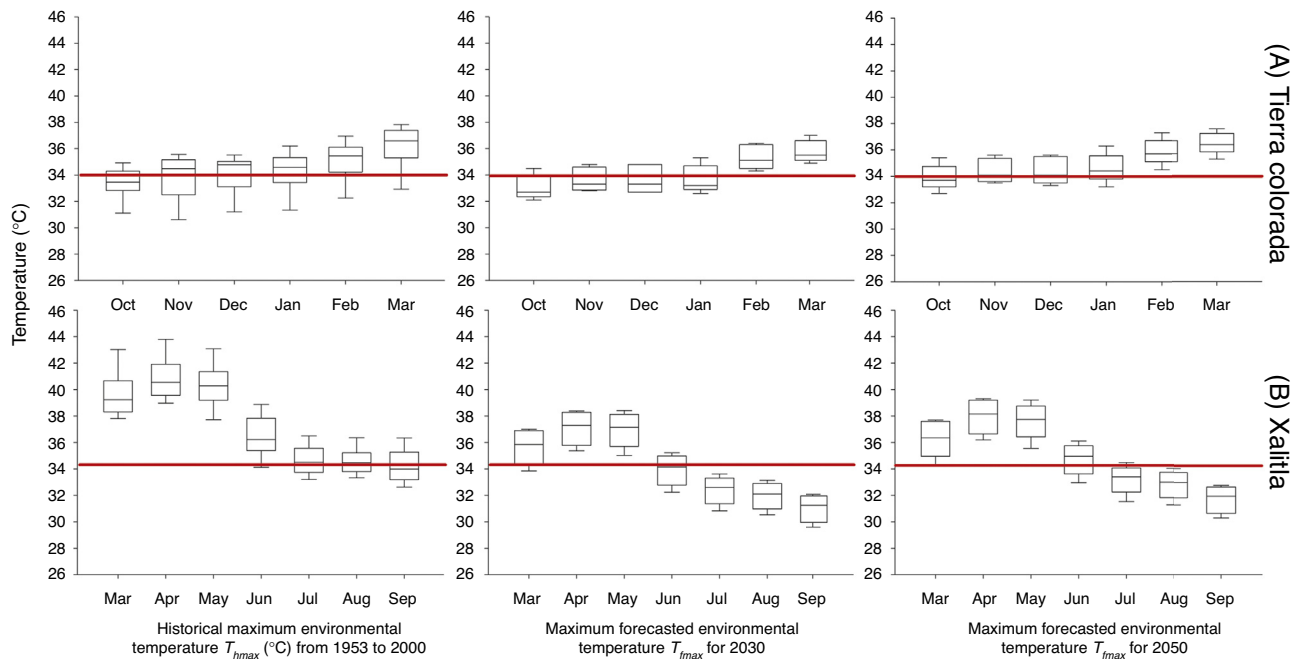 46 46 46
44 44 44
42 42 42
40 40 40
38 38 38
36 36 36
34 34 34
32 32 32
30 30 30
28 28 28
26 26 26
Oct Nov Dec Jan Feb Mar Oct Nov Dec Jan Feb Mar Oct Nov Dec Jan Feb Mar
(A) Tierra colorada
Temperature (°C)
46 46 46
44 44 44
42 42 42
40 40 40
38 38 38
36 36 36
34 34 34
32 32 32
30 30 30
28 28 28
26 26 26
Mar Apr May Jun Jul Aug Sep Mar Apr May Jun Jul Aug Sep Mar Apr May Jun Jul Aug Sep
(B) Xalitla
Historical maximum environmental
temperature Thmax (°C) from 1953 to 2000
Maximum forecasted environmental
temperature Tfmax for 2030
Maximum forecasted environmental
temperature Tfmax for 2050